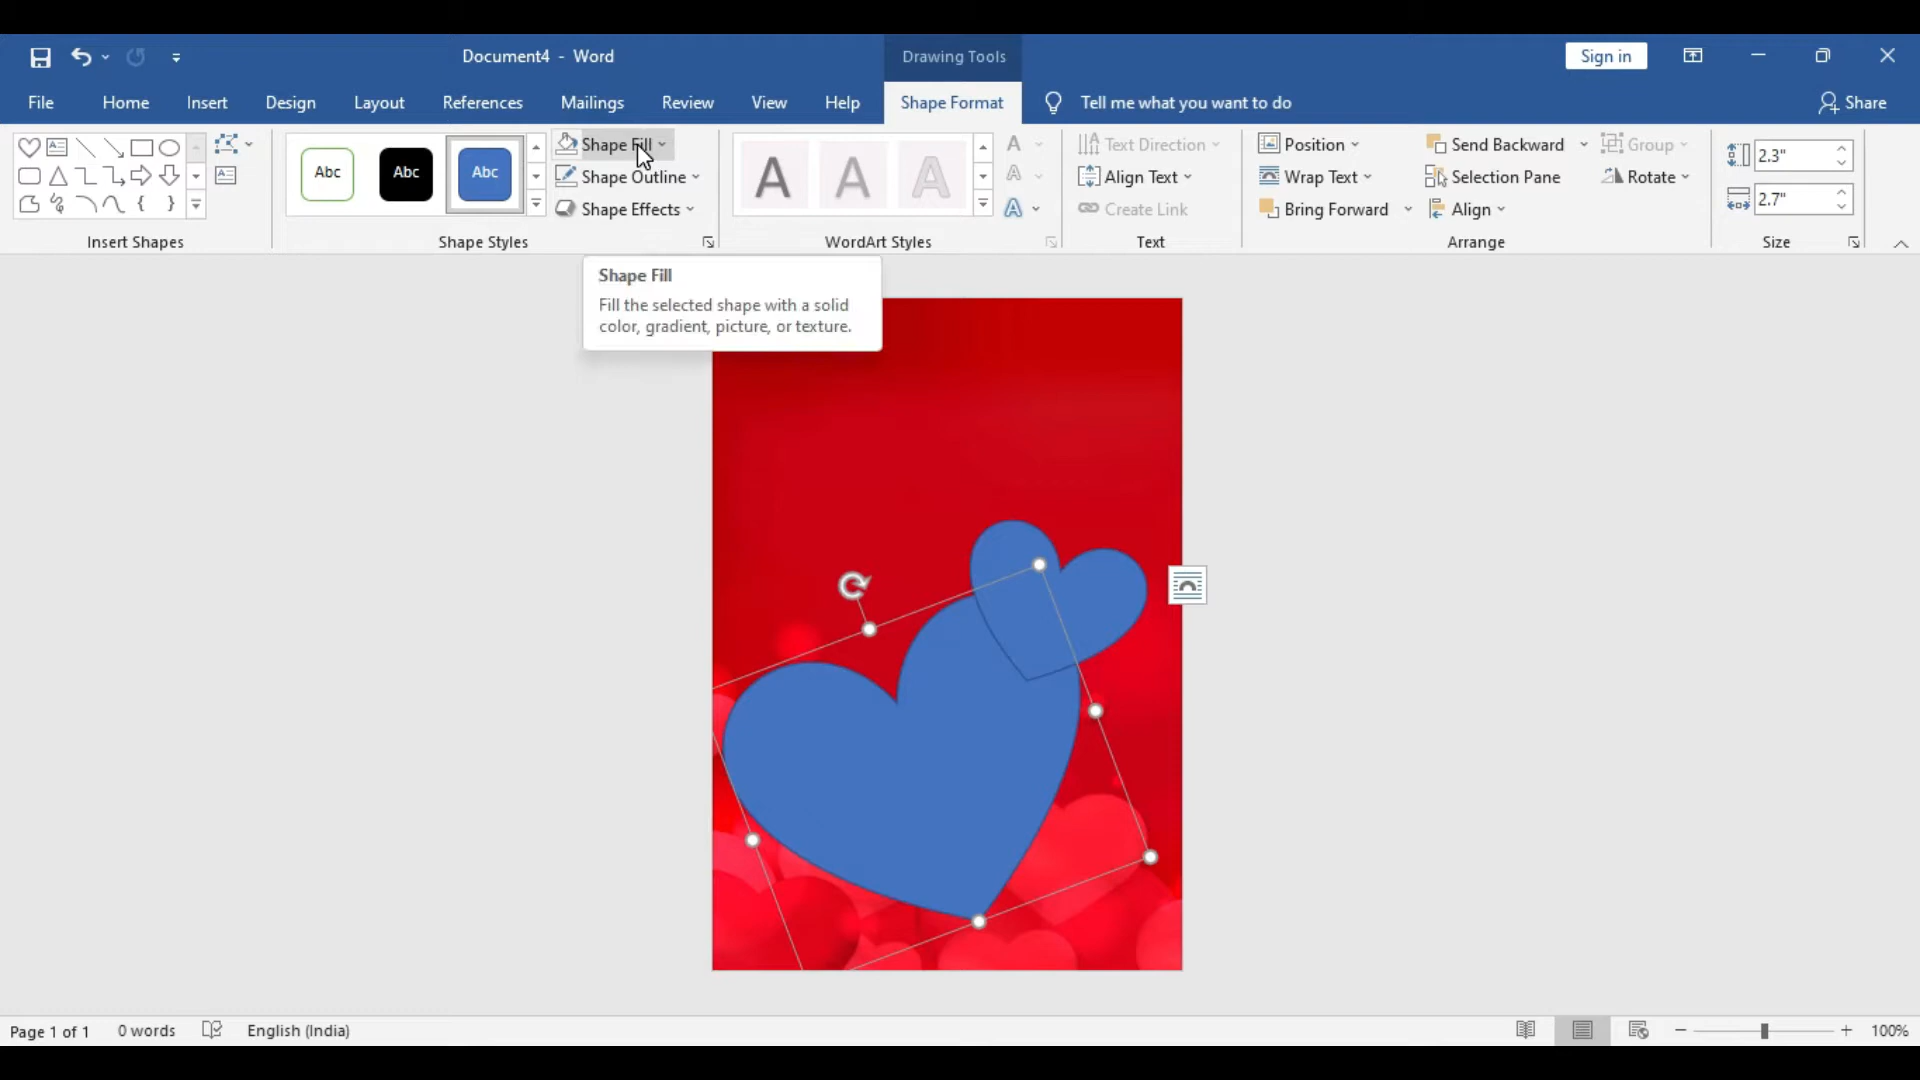 Document4 - Word
Drawing Tools
Sign in
File
Home
Insert
Design
Layout
References
Mailings
Review
View
Help
Shape Format
Tell me what you want to do
Share
Abc
Abc
Abc
Shape Fill
Shape Outline
Shape Effects
A
A
A
A
A
A
Text Direction
Align Text
Create Link
Position
Wrap Text
Bring Forward
Send Backward
Selection Pane
Align
Group
Rotate
2.3"
2.7"
Insert Shapes
Shape Styles
WordArt Styles
Text
Arrange
Size
Shape Fill
Fill the selected shape with a solid
color, gradient, picture, or texture.
Page 1 of 1
0 words
English (India)
100%